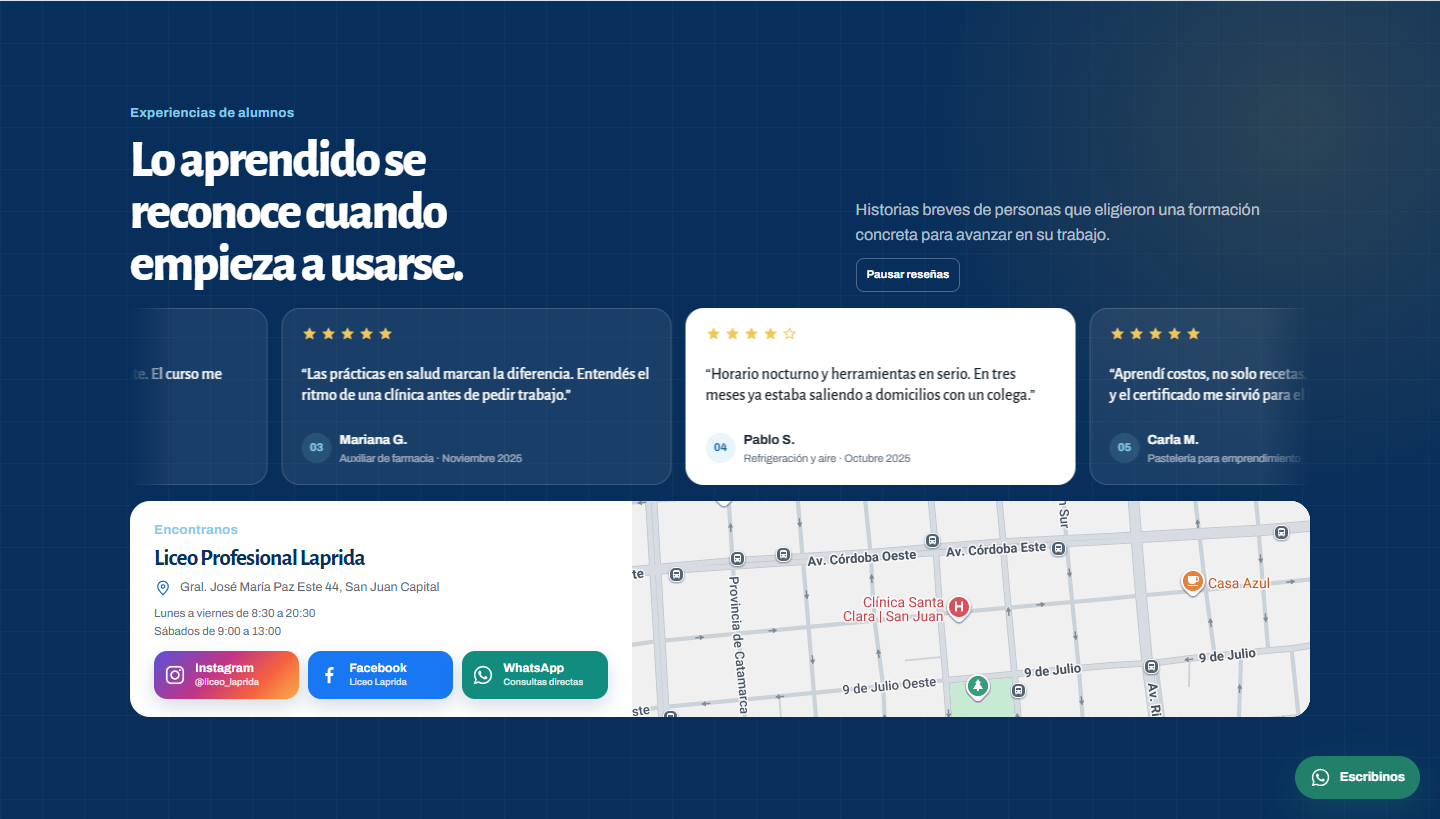 Experiencias de alumnos
Lo aprendido se
reconoce cuando
empieza a usarse.
Historias breves de personas que eligieron una formación
concreta para avanzar en su trabajo.
Pausar reseñas
te. El curso me
“Las prácticas en salud marcan la diferencia. Entendés el
ritmo de una clínica antes de pedir trabajo.”
03
Mariana G.
Auxiliar de farmacia · Noviembre 2025
“Horario nocturno y herramientas en serio. En tres
meses ya estaba saliendo a domicilios con un colega.”
04
Pablo S.
Refrigeración y aire · Octubre 2025
“Aprendí costos, no solo recetas.
y el certificado me sirvió para el
05
Carla M.
Pastelería para emprendimiento
Encontranos
Liceo Profesional Laprida
Gral. José María Paz Este 44, San Juan Capital
Lunes a viernes de 8:30 a 20:30
Sábados de 9:00 a 13:00
Instagram
@liceo_laprida
Facebook
Liceo Laprida
WhatsApp
Consultas directas
te
n Sur
Av. Córdoba Oeste
Av. Córdoba Este
Provincia de Catamarca
Clínica Santa
Clara | San Juan
H
Casa Azul
9 de Julio Oeste
9 de Julio
9 de Julio
Av. Ri
ste
Escribinos